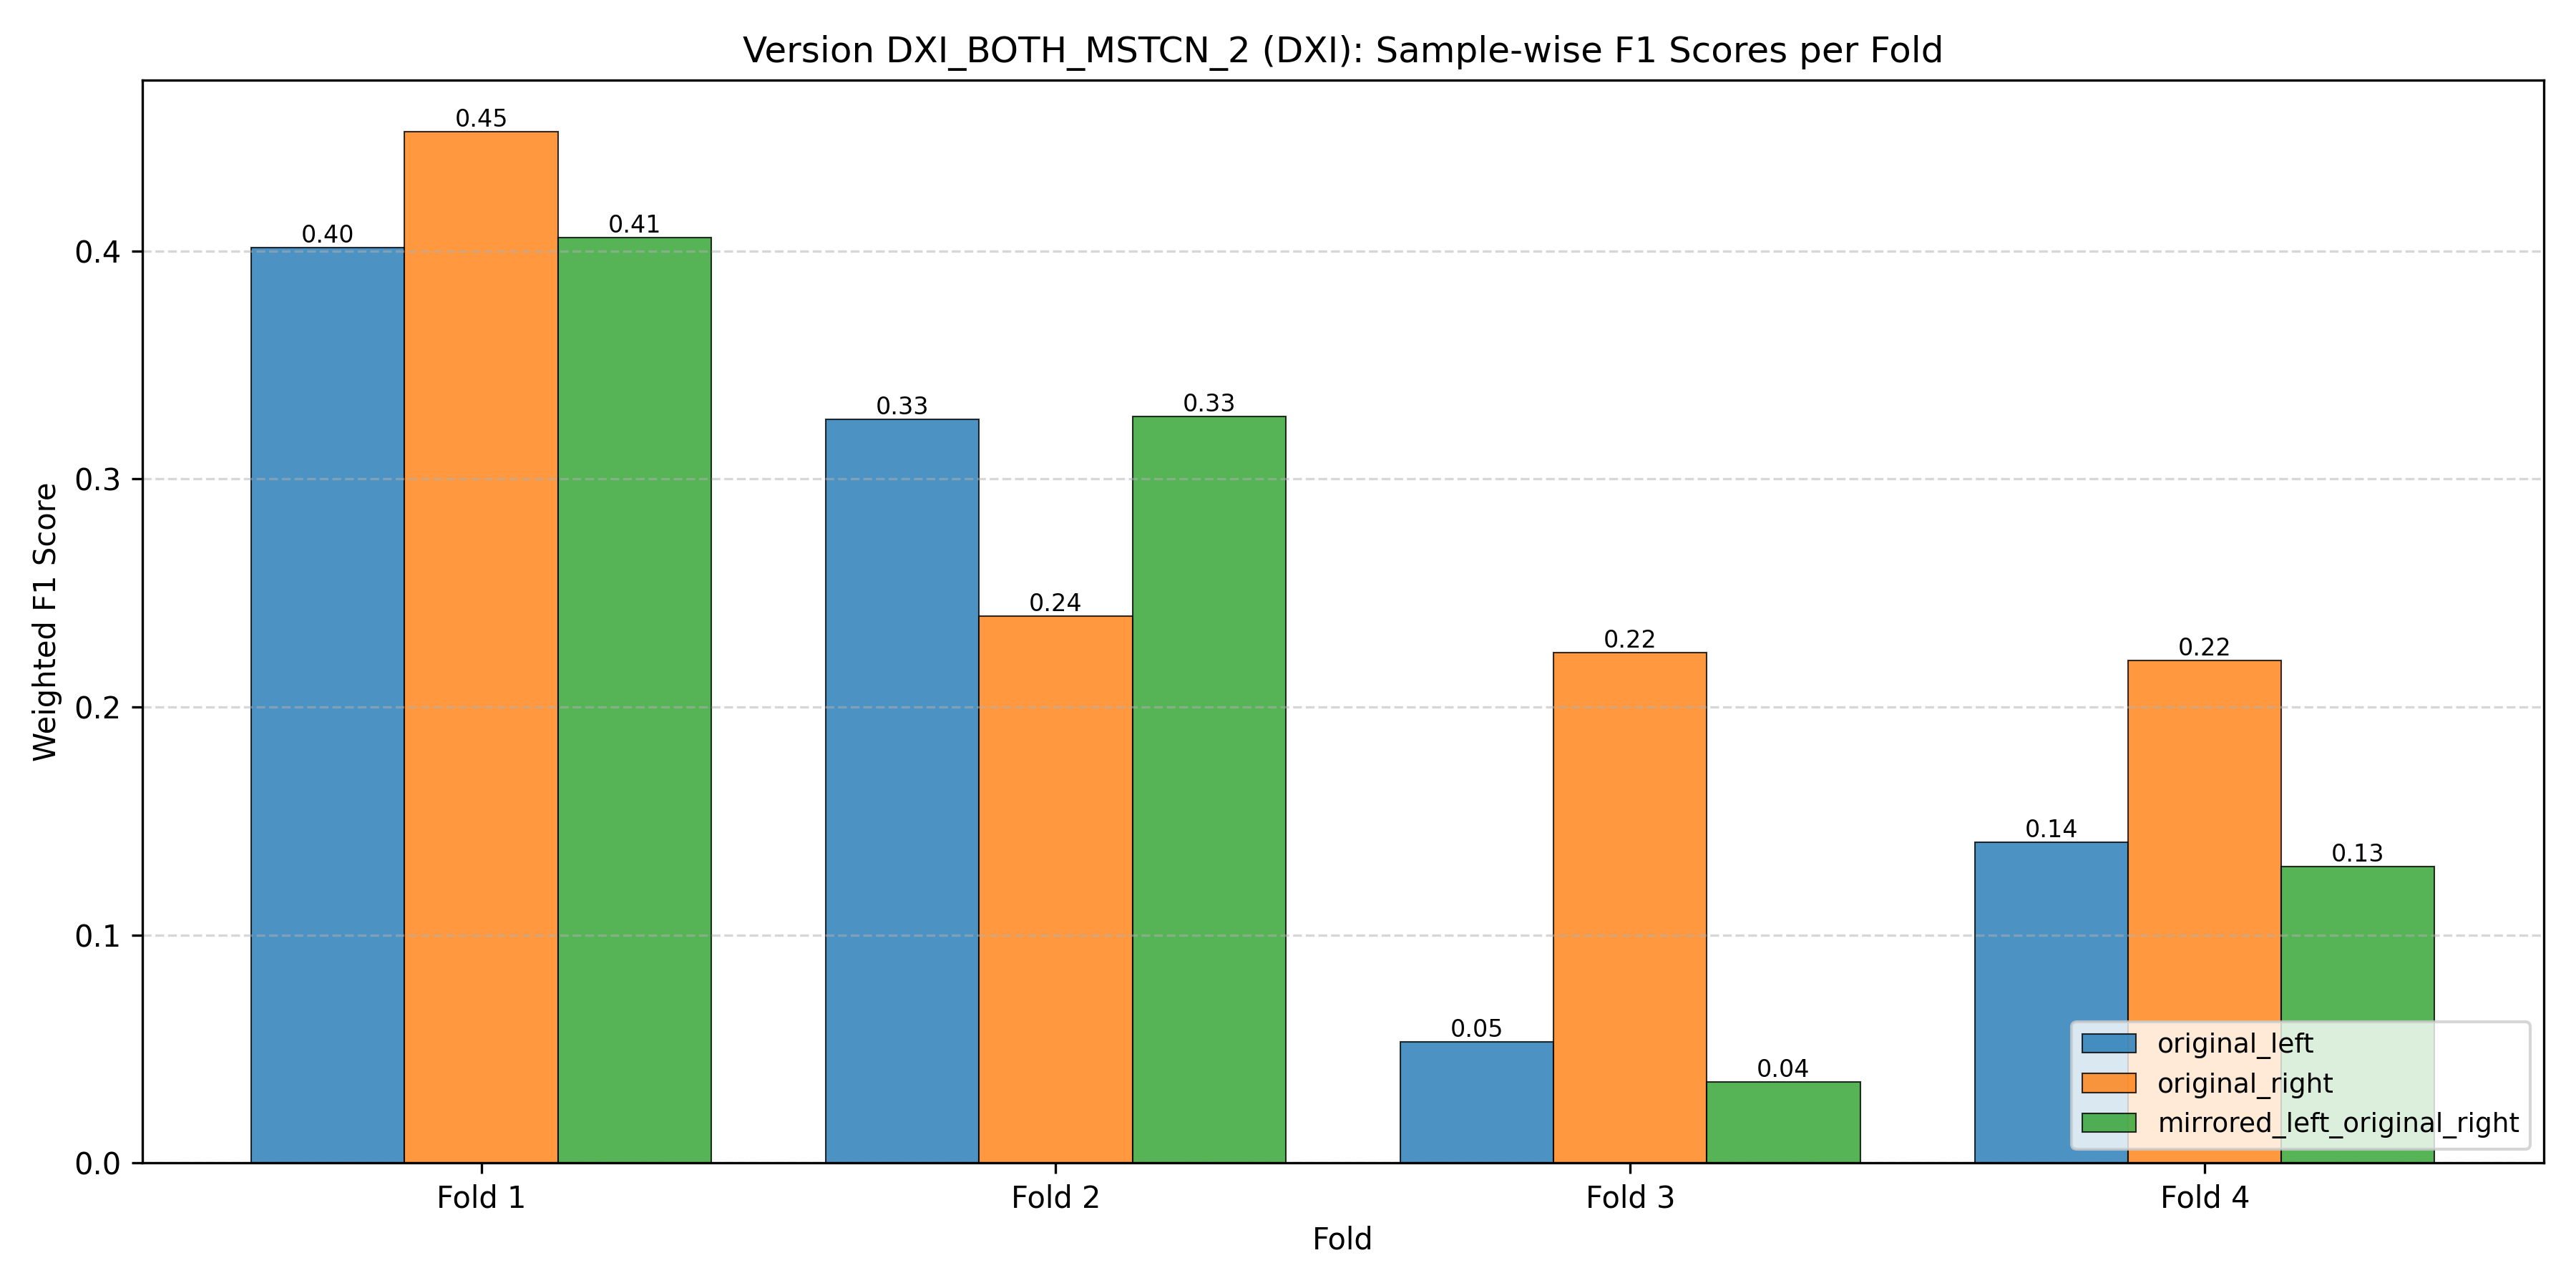 Version DXI_BOTH_MSTCN_2 (DXI): Sample-wise F1 Scores per Fold
Weighted F1 Score
0.4
0.3
0.2
0.1
0.0
0.40
0.45
0.41
0.33
0.24
0.33
0.05
0.22
0.04
0.14
0.22
0.13
original_left
original_right
mirrored_left_original_right
Fold 1
Fold 2
Fold 3
Fold 4
Fold